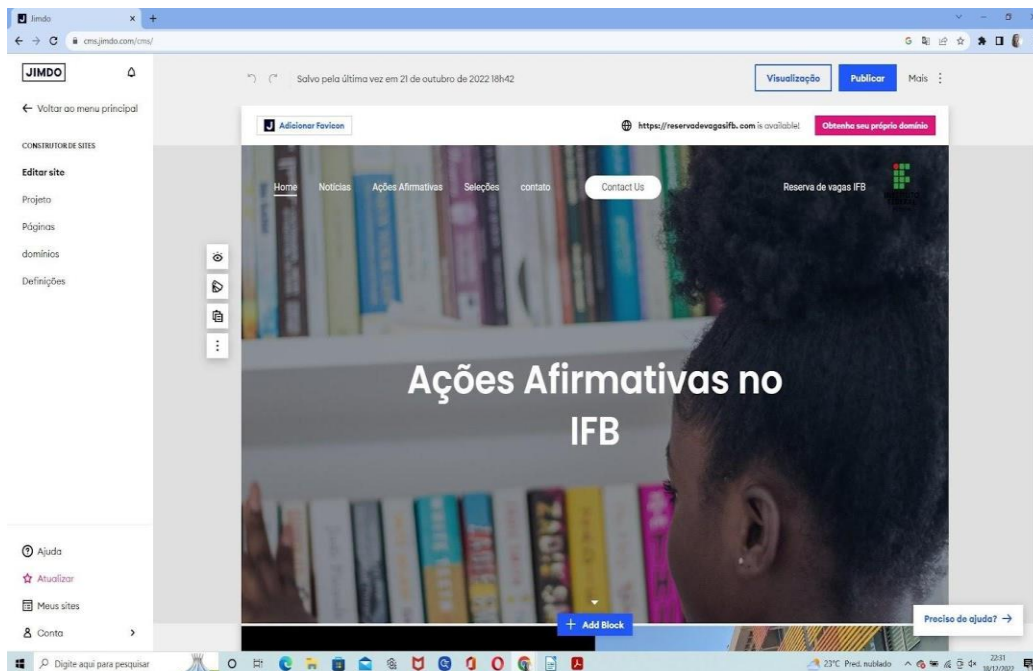 Jimdo
cms.jimdo.com/cms/
JIMDO
Salvo pela última vez em 21 de outubro de 2022 18h42
Visualização
Publicar
Mais
Voltar ao menu principal
Adicionar Favicon
https://reservadevagasifb. com is available!
Obtenha seu próprio domínio
CONSTRUTOR DE SITES
Editar site
Projeto
Páginas
domínios
Definições
Home
Notícias
Ações Afirmativas
Seleções
contato
Contact Us
Reserva de vagas IFB
Ações Afirmativas no
IFB
Ajuda
Atualizar
Meus sites
Conta
Add Block
Preciso de ajuda?
Digite aqui para pesquisar
23°C Pred. nublado
22:31
18/12/2022